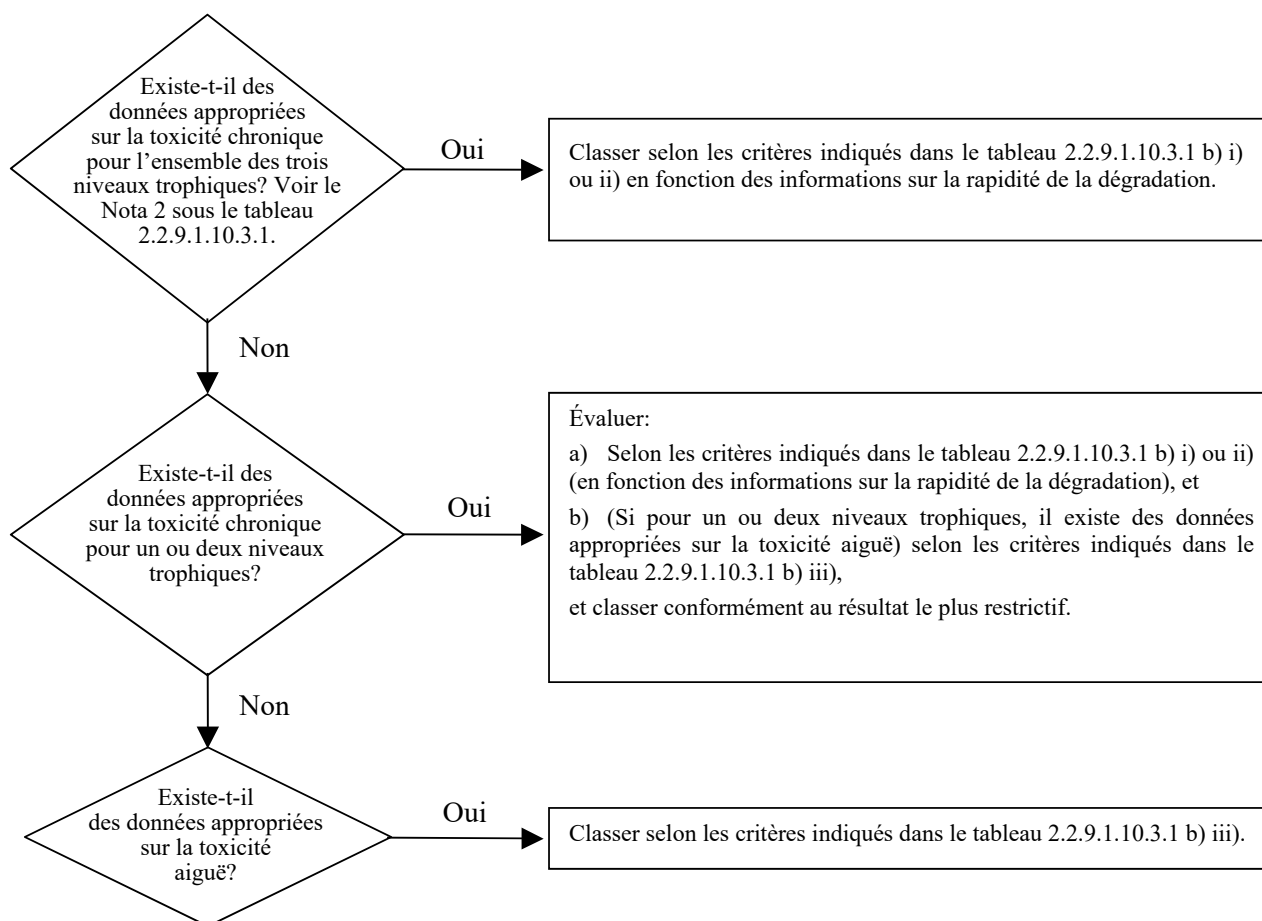 Existe-t-il des
données appropriées
sur la toxicité chronique
pour l’ensemble des trois
niveaux trophiques? Voir le
Nota 2 sous le tableau
2.2.9.1.10.3.1.
Oui
Classer selon les critères indiqués dans le tableau 2.2.9.1.10.3.1 b) i)
ou ii) en fonction des informations sur la rapidité de la dégradation.
Non
Existe-t-il des
données appropriées
sur la toxicité chronique
pour un ou deux niveaux
trophiques?
Oui
Évaluer:
a) Selon les critères indiqués dans le tableau 2.2.9.1.10.3.1 b) i) ou ii)
(en fonction des informations sur la rapidité de la dégradation), et
b) (Si pour un ou deux niveaux trophiques, il existe des données
appropriées sur la toxicité aiguë) selon les critères indiqués dans le
tableau 2.2.9.1.10.3.1 b) iii),
et classer conformément au résultat le plus restrictif.
Non
Existe-t-il
des données appropriées
sur la toxicité
aiguë?
Oui
Classer selon les critères indiqués dans le tableau 2.2.9.1.10.3.1 b) iii).